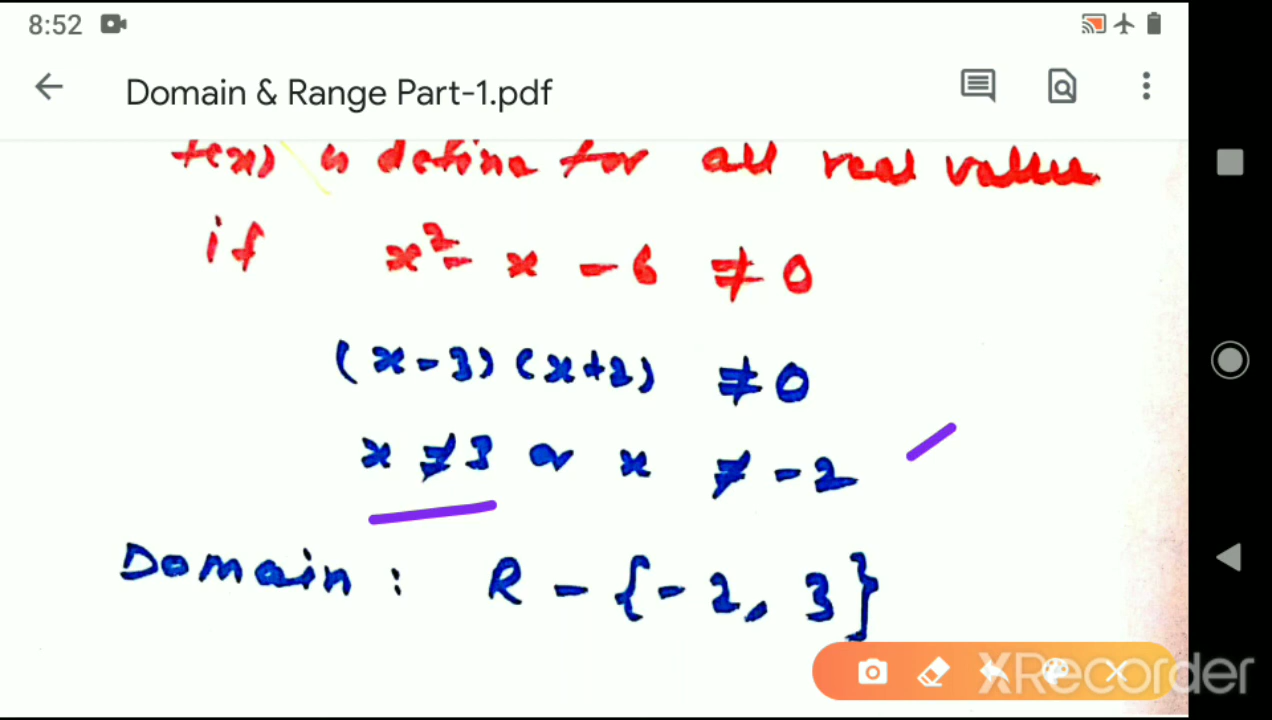 8:52
Domain & Range Part-1.pdf
f(x) is define for all real value
if x² - x - 6 ≠ 0
(x-3)(x+2) ≠ 0
x ≠ 3 or x ≠ -2
Domain : R - {-2, 3}
XRecorder